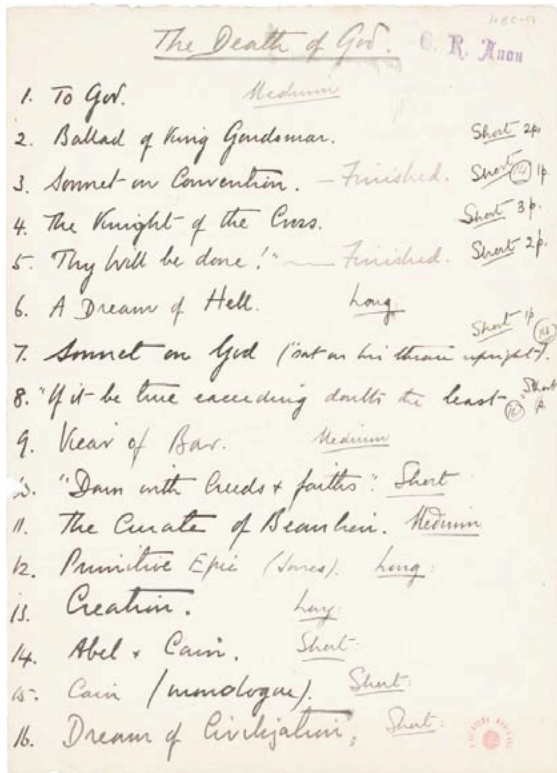 48C-9
The Death of God. C. R. Anon
1. To God. Medium
2. Ballad of King Gondomar. Short 2p.
3. Sonnet on Convention. — Finished. Short (14) 1p.
4. The Knight of the Cross. Short 3p.
5. Thy Will be done!" — Finished. Short 2p.
6. A Dream of Hell. Long.
7. Sonnet on God ("sat on his throne upright). Short 1p (14)
8. "If it be true exceeding doubts the least" Short 1p.
9. Vicar of Bar. Medium
10. "Down with Creeds & faiths". Short
11. The Curate of Beaulieu. Medium
12. Primitive Epic (Jones). Long:
13. Creation. Long:
14. Abel & Cain. Short:
15. Cain (monologue). Short:
16. Dream of Civilization; Short: